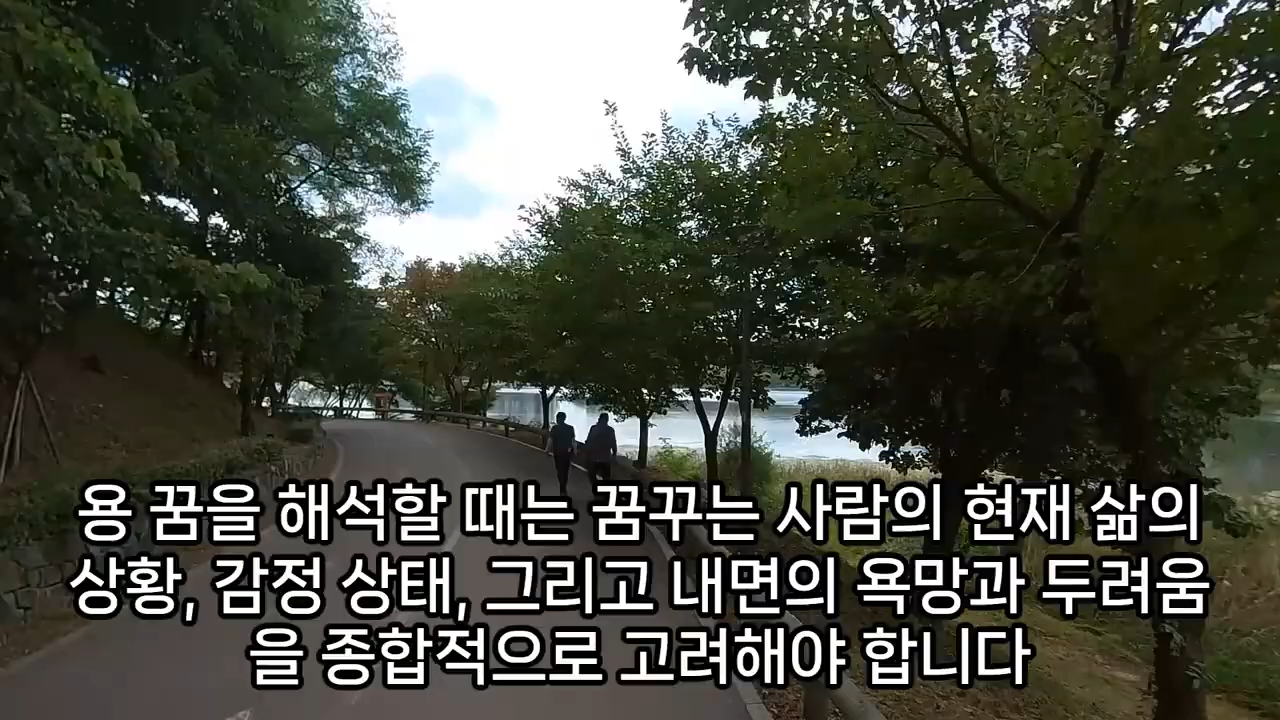 용 꿈을 해석할 때는 꿈꾸는 사람의 현재 삶의
상황, 감정 상태, 그리고 내면의 욕망과 두려움
을 종합적으로 고려해야 합니다